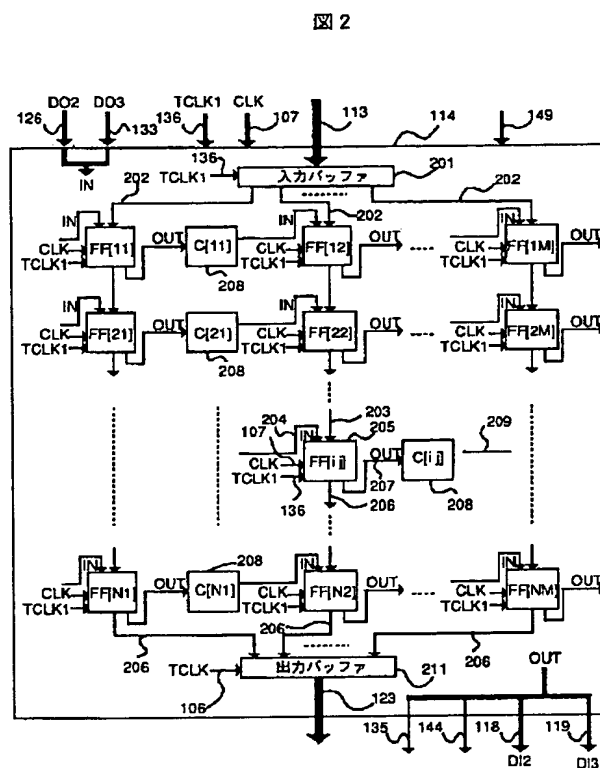 図2
DO2 DO3 TCLK1 CLK
126 133 136 107 113 114 149
IN
136
TCLK1 入力バッファ 201
202 202 202
IN FF[11] OUT C[11] IN FF[12] OUT IN FF[1M] OUT
CLK CLK CLK
TCLK1 208 TCLK1 TCLK1
IN FF[21] OUT C[21] IN FF[22] OUT IN FF[2M] OUT
CLK CLK CLK
TCLK1 208 TCLK1 TCLK1
204 203 205 209
107 IN FF[ij] OUT C[ij]
CLK 207
TCLK1 208
136 206
208
IN FF[N1] OUT C[N1] IN FF[N2] OUT IN FF[NM] OUT
CLK CLK CLK
TCLK1 TCLK1 TCLK1
206 206 206
TCLK 出力バッファ 211
106 123
OUT
135 144 118 119
DI2 DI3